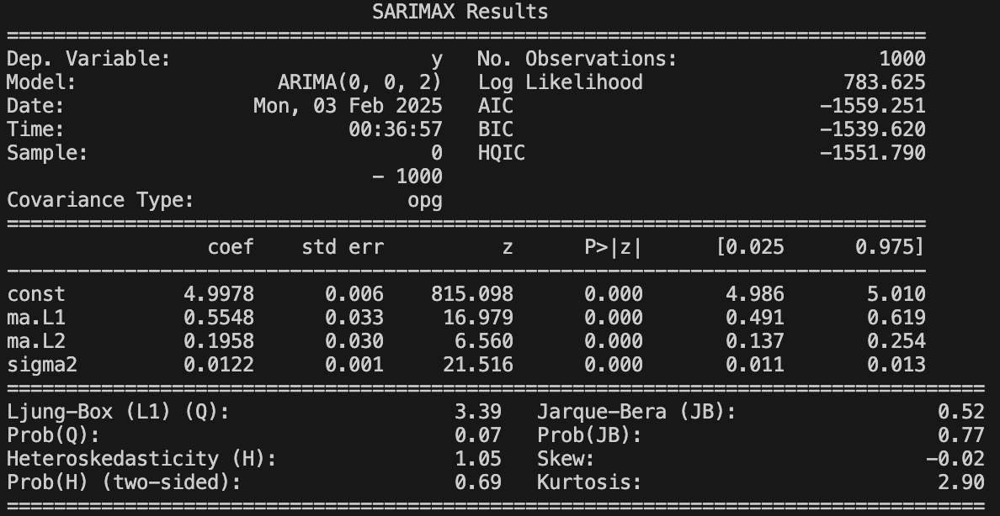 SARIMAX Results
==============================================================================
Dep. Variable: y No. Observations: 1000
Model: ARIMA(0, 0, 2) Log Likelihood 783.625
Date: Mon, 03 Feb 2025 AIC -1559.251
Time: 00:36:57 BIC -1539.620
Sample: 0 HQIC -1551.790
- 1000
Covariance Type: opg
==============================================================================
coef std err z P>|z| [0.025 0.975]
------------------------------------------------------------------------------
const 4.9978 0.006 815.098 0.000 4.986 5.010
ma.L1 0.5548 0.033 16.979 0.000 0.491 0.619
ma.L2 0.1958 0.030 6.560 0.000 0.137 0.254
sigma2 0.0122 0.001 21.516 0.000 0.011 0.013
===================================================================================
Ljung-Box (L1) (Q): 3.39 Jarque-Bera (JB): 0.52
Prob(Q): 0.07 Prob(JB): 0.77
Heteroskedasticity (H): 1.05 Skew: -0.02
Prob(H) (two-sided): 0.69 Kurtosis: 2.90
===================================================================================